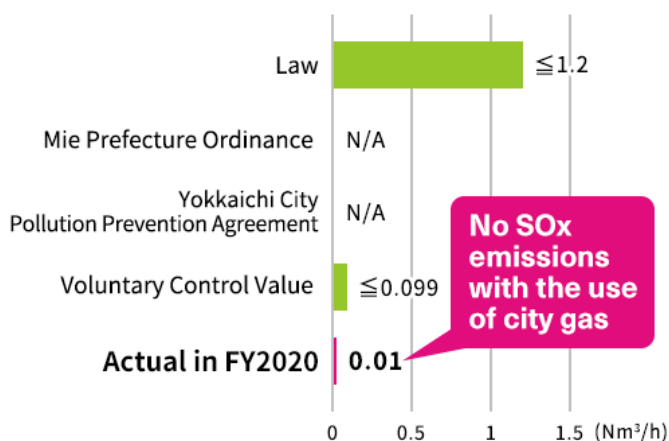 Law
≦1.2
Mie Prefecture Ordinance
N/A
Yokkaichi City
Pollution Prevention Agreement
N/A
No SOx
emissions
with the use
of city gas
Voluntary Control Value
≦0.099
Actual in FY2020
0.01
0 0.5 1 1.5 (Nm³/h)